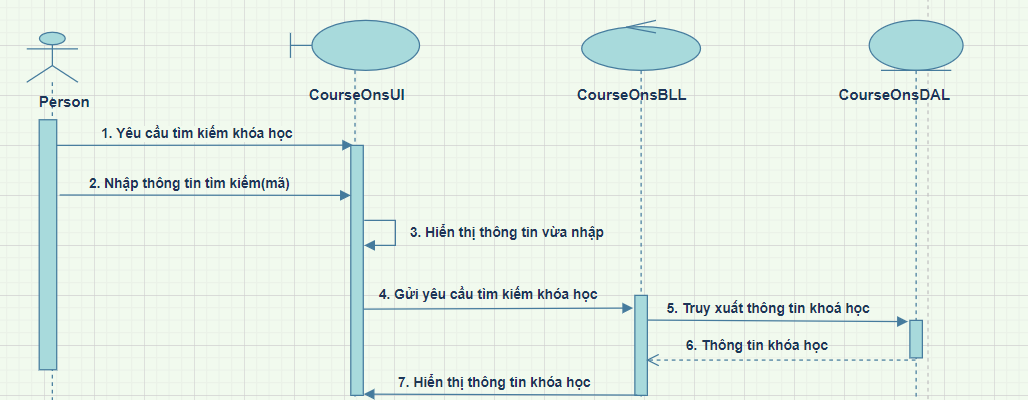 CourseOnsUI
CourseOnsBLL
CourseOnsDAL
Person
1. Yêu cầu tìm kiếm khóa học
2. Nhập thông tin tìm kiếm(mã)
3. Hiển thị thông tin vừa nhập
4. Gửi yêu cầu tìm kiếm khóa học
5. Truy xuất thông tin khoá học
6. Thông tin khóa học
7. Hiển thị thông tin khóa học